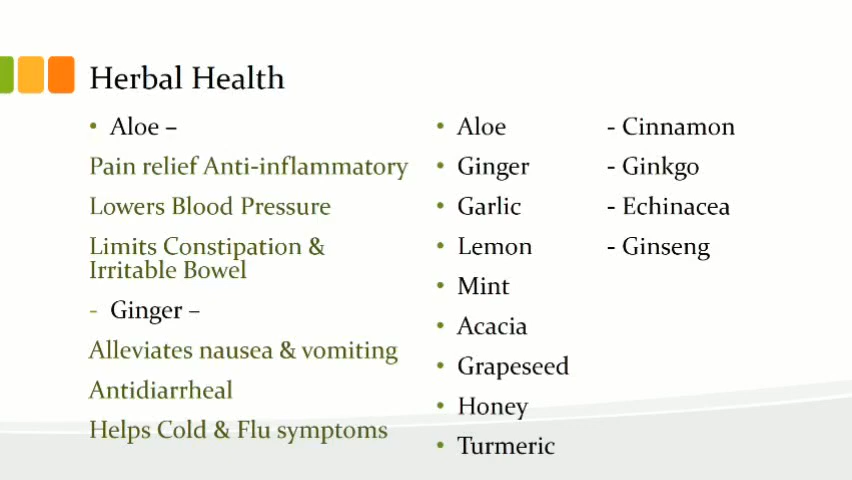 Herbal Health
• Aloe –
Pain relief Anti-inflammatory
Lowers Blood Pressure
Limits Constipation &
Irritable Bowel
- Ginger –
Alleviates nausea & vomiting
Antidiarrheal
Helps Cold & Flu symptoms
• Aloe - Cinnamon
• Ginger - Ginkgo
• Garlic - Echinacea
• Lemon - Ginseng
• Mint
• Acacia
• Grapeseed
• Honey
• Turmeric